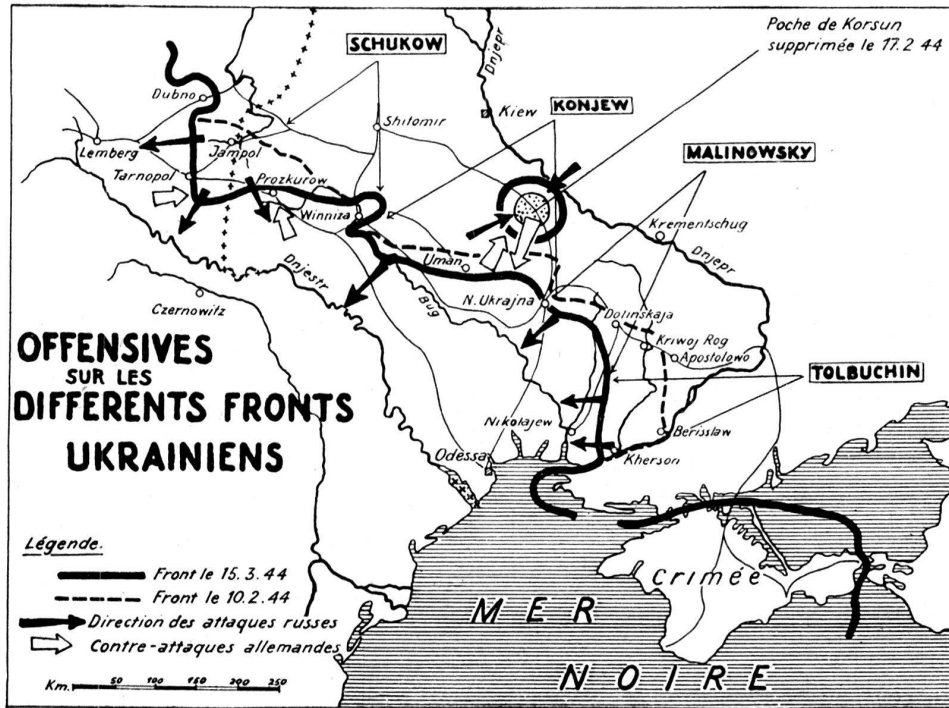 Poche de Korsun
supprimée le 17.2 44
SCHUKOW
Dnjepr
Dubno
Kiew
KONJEW
Shitomir
Lemberg
Jampol
MALINOWSKY
Tarnopol
Prozkurow
Winniza
Krementschug
Uman
Dnjepr
Dnjestr
Czernowitz
Bug
N. Ukrajna
Dolinskaja
Kriwoj Rog
Apostolowo
OFFENSIVES
SUR LES
DIFFERENTS FRONTS
UKRAINIENS
TOLBUCHIN
Nikolajew
Berisslaw
Odessa
Kherson
Légende.
Front le 15.3.44
Front le 10.2.44
Direction des attaques russes
Contre-attaques allemandes
Km. 50 100 150 200 250
Crimée
MER
NOIRE